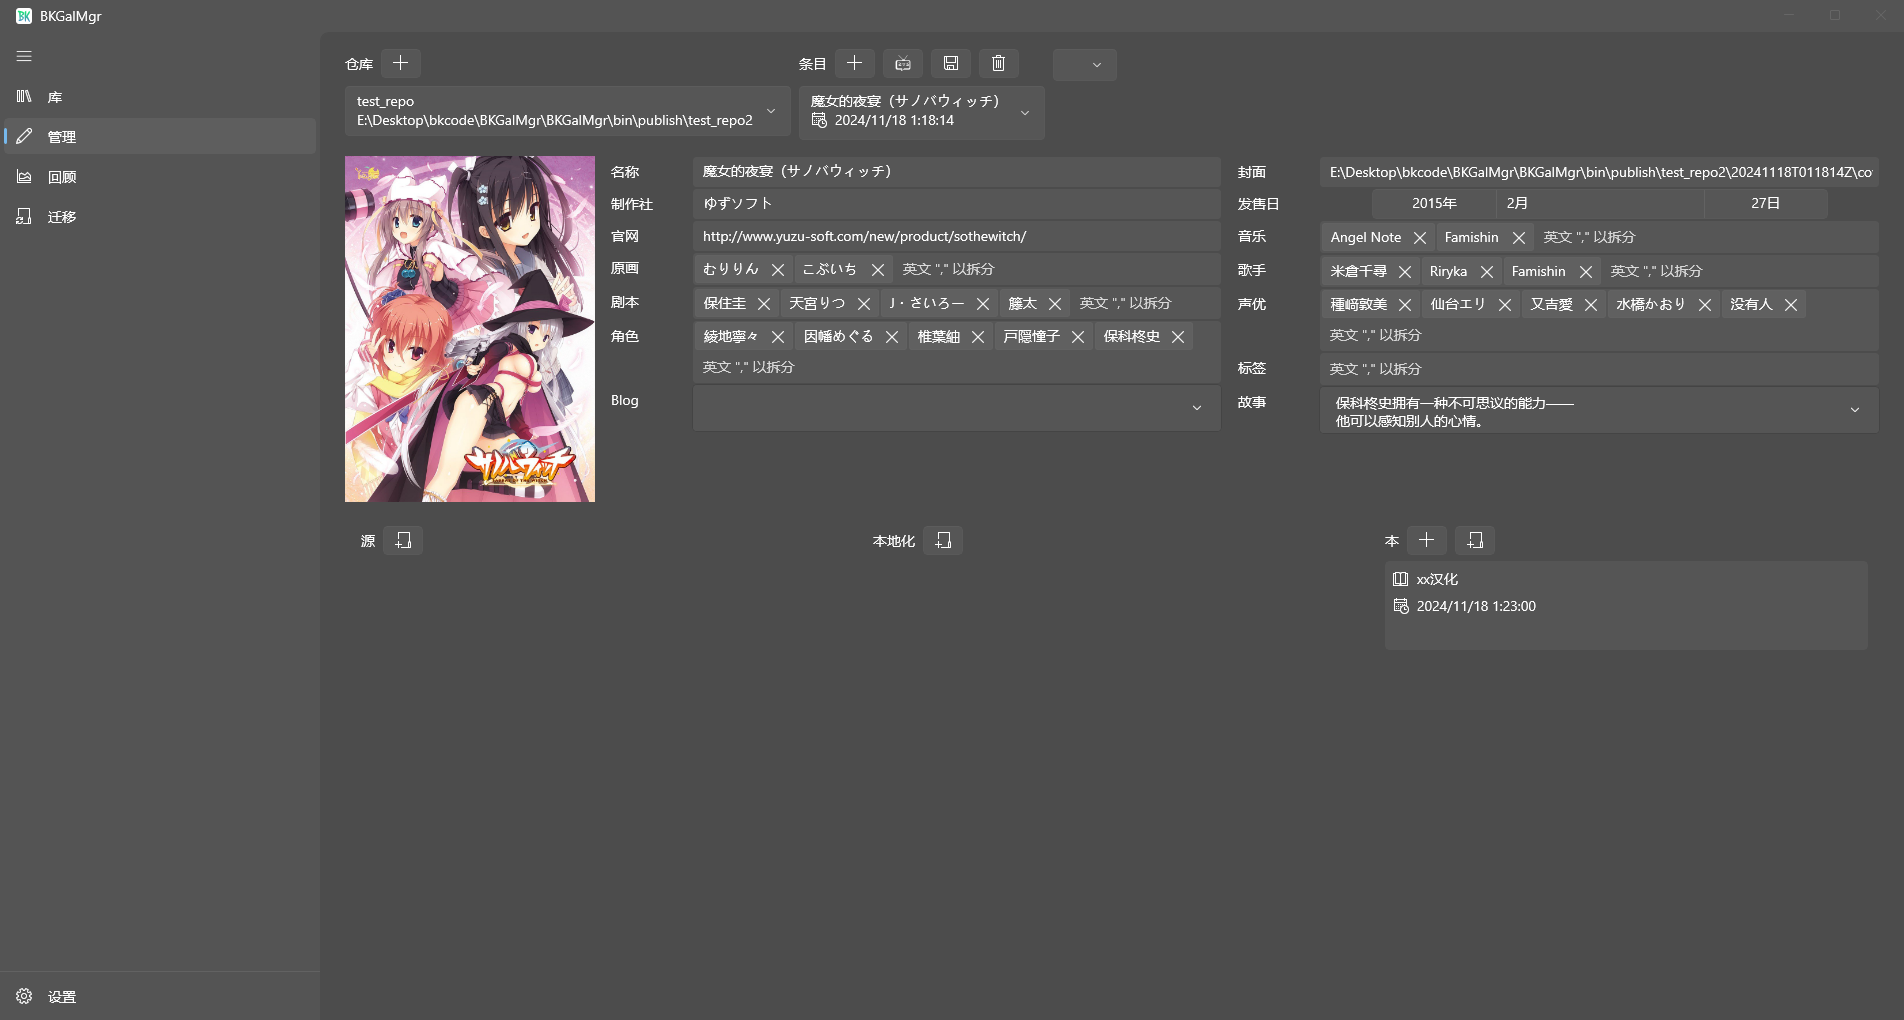 BKGalMgr
库
管理
回顾
迁移
设置
仓库
条目
test_repo
E:\Desktop\bkcode\BKGalMgr\BKGalMgr\bin\publish\test_repo2
魔女的夜宴（サノバウィッチ）
2024/11/18 1:18:14
名称
魔女的夜宴（サノバウィッチ）
制作社
ゆずソフト
官网
http://www.yuzu-soft.com/new/product/sothewitch/
原画
むりりん こぶいち 英文 "," 以拆分
剧本
保住圭 天宮りつ J・さいろー 籐太 英文 "," 以拆分
角色
綾地寧々 因幡めぐる 椎葉紬 戸隠憧子 保科柊史
英文 "," 以拆分
Blog
封面
E:\Desktop\bkcode\BKGalMgr\BKGalMgr\bin\publish\test_repo2\20241118T011814Z\co
发售日
2015年 2月 27日
音乐
Angel Note Famishin 英文 "," 以拆分
歌手
米倉千尋 Riryka Famishin 英文 "," 以拆分
声优
種﨑敦美 仙台エリ 又吉愛 水橋かおり 没有人
英文 "," 以拆分
标签
英文 "," 以拆分
故事
保科柊史拥有一种不可思议的能力——
他可以感知别人的心情。
サノバウィッチ
源
本地化
本
xx汉化
2024/11/18 1:23:00